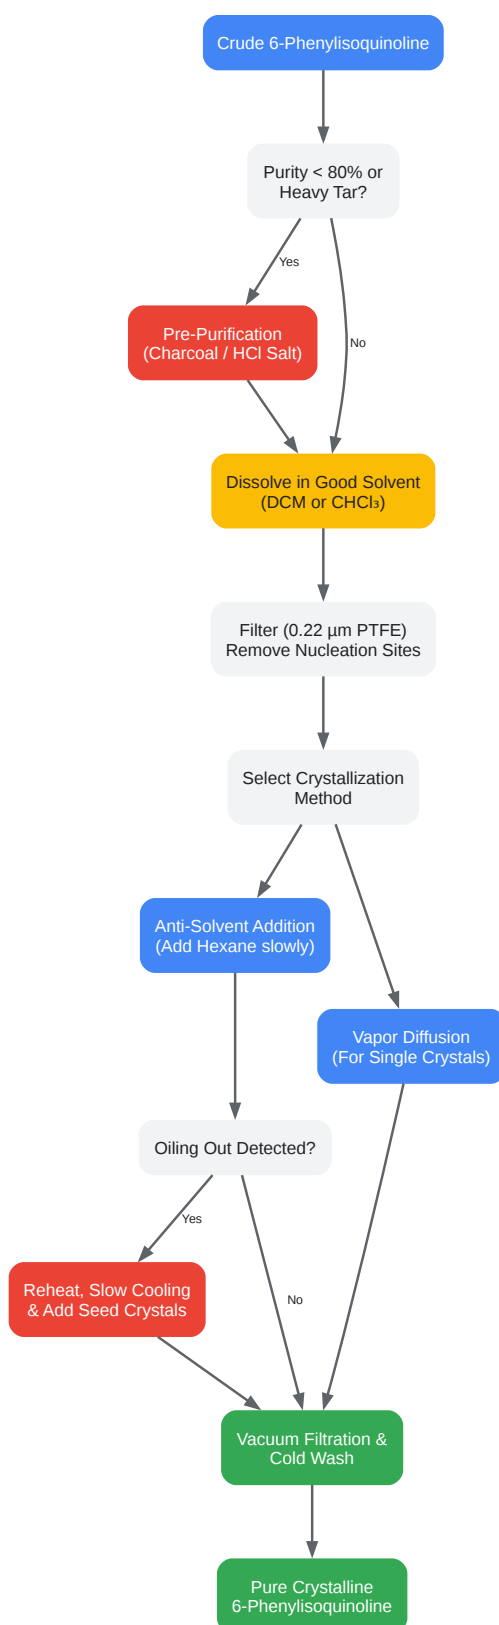 Crude 6-Phenylisoquinoline
Purity < 80% or
Heavy Tar?
Yes
No
Pre-Purification
(Charcoal / HCl Salt)
Dissolve in Good Solvent
(DCM or CHCl₃)
Filter (0.22 µm PTFE)
Remove Nucleation Sites
Select Crystallization
Method
Anti-Solvent Addition
(Add Hexane slowly)
Vapor Diffusion
(For Single Crystals)
Oiling Out Detected?
Yes
No
Reheat, Slow Cooling
& Add Seed Crystals
Vacuum Filtration &
Cold Wash
Pure Crystalline
6-Phenylisoquinoline